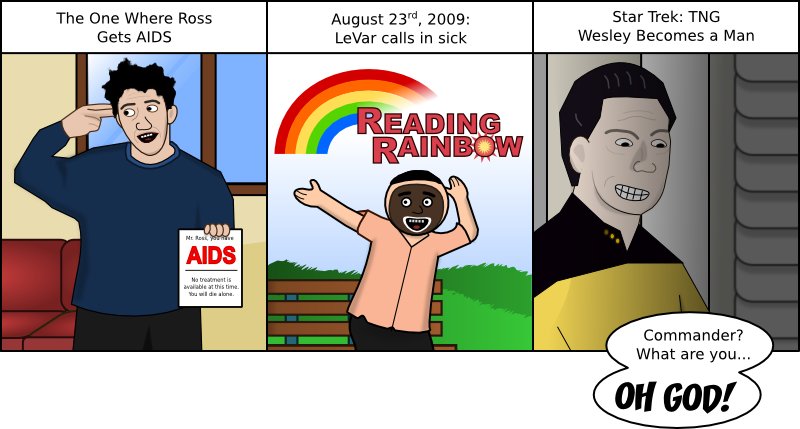 The One Where Ross
Gets AIDS
August 23rd, 2009:
LeVar calls in sick
Star Trek: TNG
Wesley Becomes a Man
READING
RAINBOW
Mr. Ross, you have
AIDS
No treatment is
available at this time.
You will die alone.
Commander?
What are you...
OH GOD!